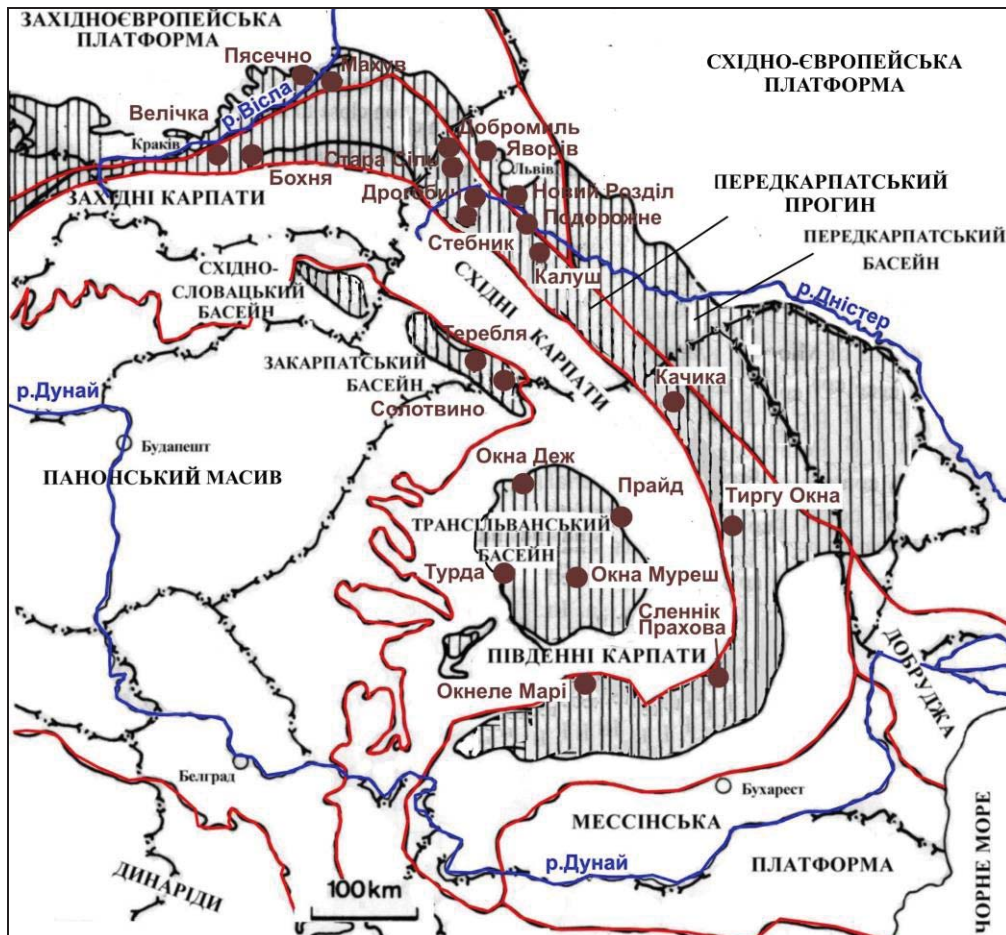 ЗАХІДНОЄВРОПЕЙСЬКА
ПЛАТФОРМА
Пясечно
Махув
СХІДНО-ЄВРОПЕЙСЬКА
ПЛАТФОРМА
Велічка
р.Вісла
Краків
Бохня
Добромиль
Яворів
Стара Сіль
Львів
ЗАХІДНІ КАРПАТИ
Дрогобич
Новий Розділ
Подорожне
ПЕРЕДКАРПАТСЬКИЙ
ПРОГИН
Стебник
Калуш
ПЕРЕДКАРПАТСЬКИЙ
БАСЕЙН
СХІДНО-
СЛОВАЦЬКИЙ
БАСЕЙН
СХІДНІ КАРПАТИ
р.Дністер
Теребля
ЗАКАРПАТСЬКИЙ
БАСЕЙН
Солотвино
Качика
р.Дунай
Будапешт
ПАНОНСЬКИЙ МАСИВ
Окна Деж
Прайд
Тиргу Окна
ТРАНСІЛЬВАНСЬКИЙ
БАСЕЙН
Турда
Окна Муреш
Сленнік
Прахова
ПІВДЕННІ КАРПАТИ
Окнеле Марі
ДОБРУДЖА
Белград
Бухарест
МЕССІНСЬКА
ПЛАТФОРМА
р.Дунай
ДИНАРІДИ
100km
ЧОРНЕ МОРЕ